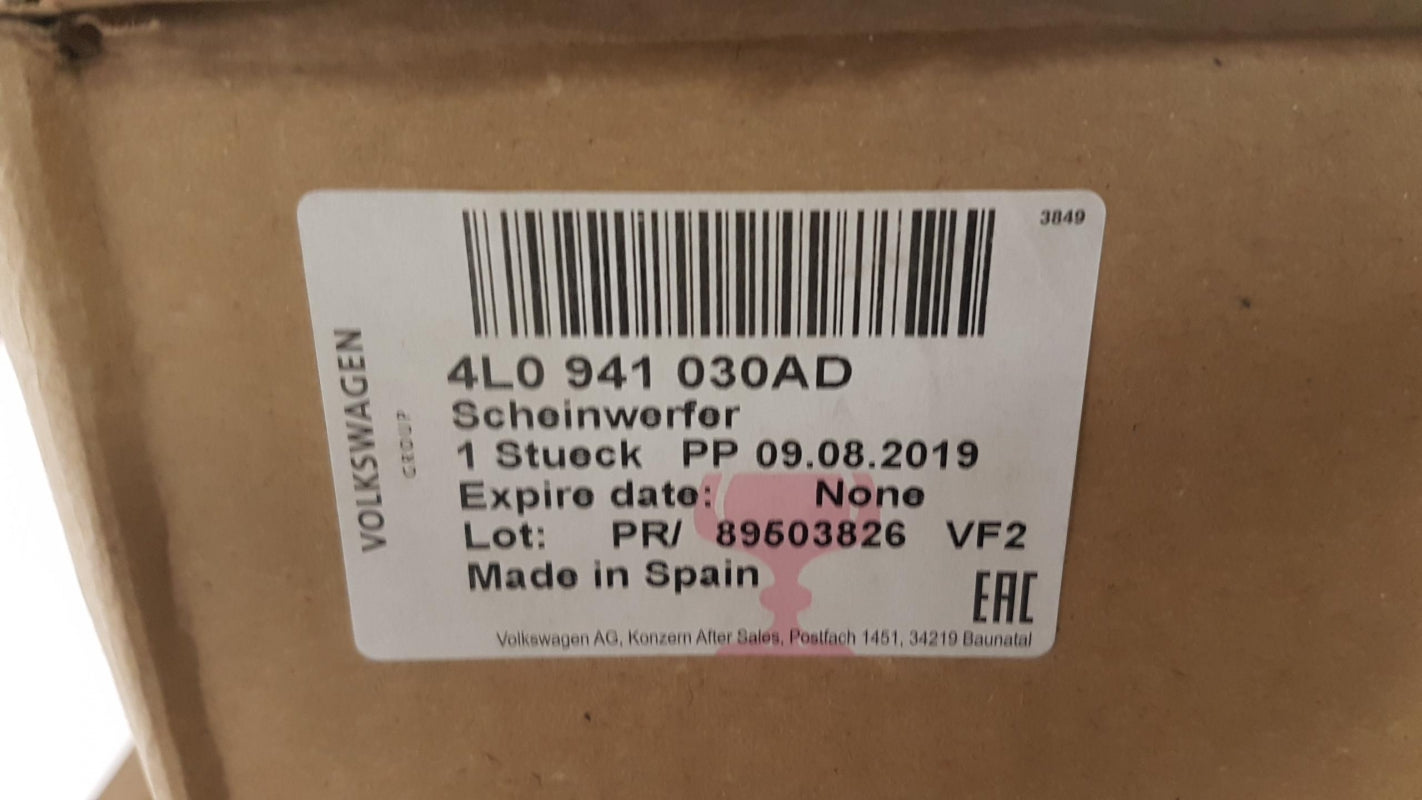 3849
VOLKSWAGEN
GROUP
4L0 941 030AD
Scheinwerfer
1 Stueck PP 09.08.2019
Expire date: None
Lot: PR/ 89503826 VF2
Made in Spain
EAC
Volkswagen AG, Konzern After Sales, Postfach 1451, 34219 Baunatal